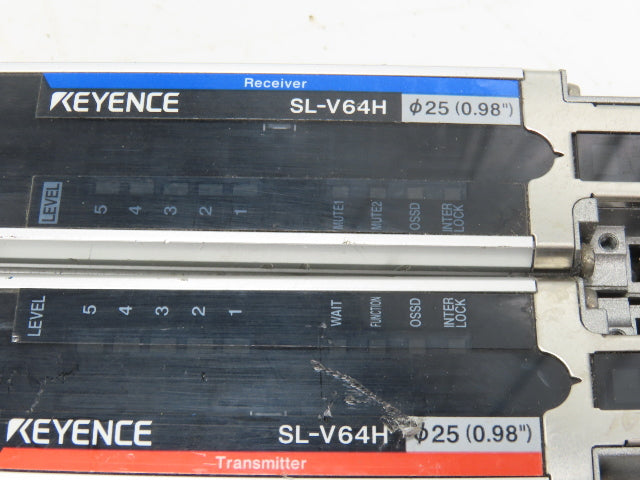 Receiver
KEYENCE SL-V64H ϕ25 (0.98")
LEVEL 5 4 3 2 1 MUTE1 MUTE2 OSSD INTER LOCK
LEVEL 5 4 3 2 1 WAIT FUNCTION OSSD INTER LOCK
KEYENCE SL-V64H ϕ25 (0.98")
Transmitter